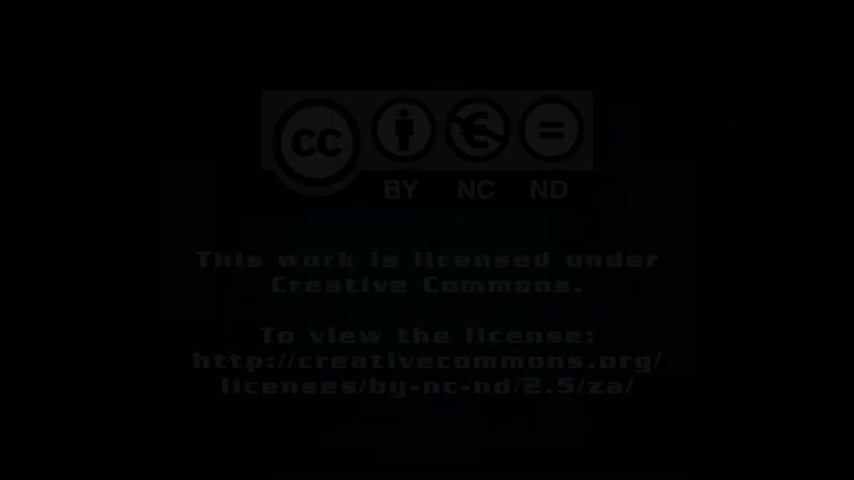 cc
BY NC ND
This work is licensed under
Creative Commons.
To view the license:
http://creativecommons.org/
licenses/by-nc-nd/2.5/za/